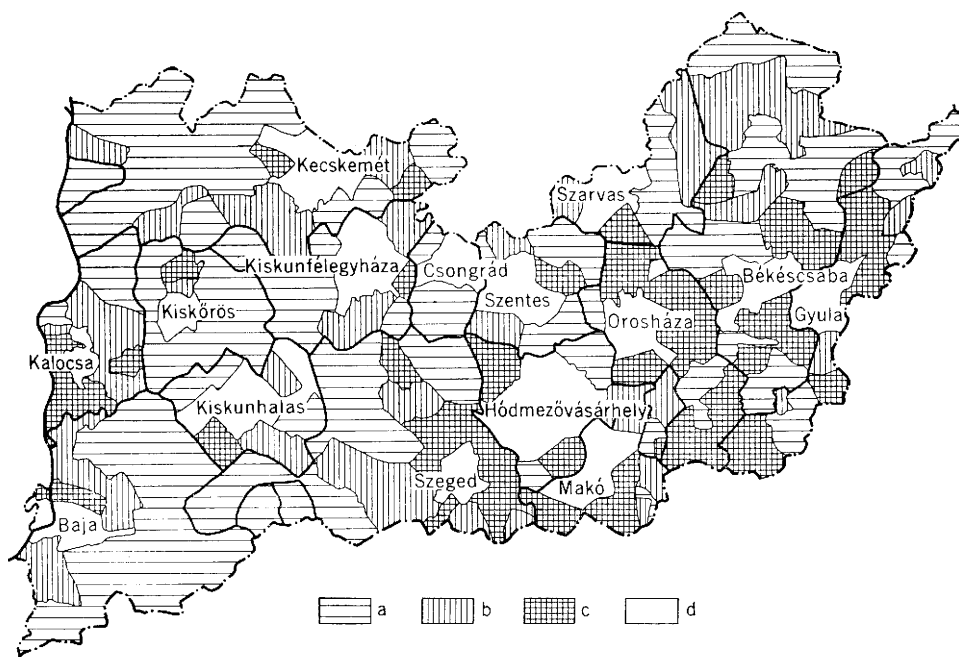 Kecskemét
Szarvas
Kiskunfélegyháza
Csongrád
Békéscsaba
Szentes
Kiskőrös
Orosháza
Gyula
Kalocsa
Kiskunhalas
Hódmezővásárhely
Szeged
Makó
Baja
a
b
c
d